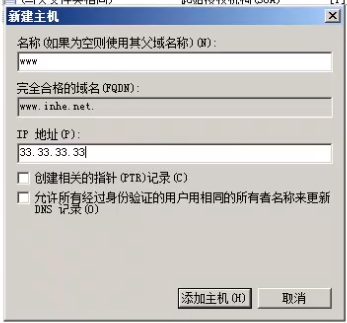 新建主机
名称(如果为空则使用其父域名称)(N):
www
完全合格的域名(FQDN):
www.inhe.net.
IP 地址(P):
33.33.33.33
创建相关的指针(PTR)记录(C)
允许所有经过身份验证的用户用相同的所有者名称来更新
DNS 记录(O)
添加主机(H) 取消